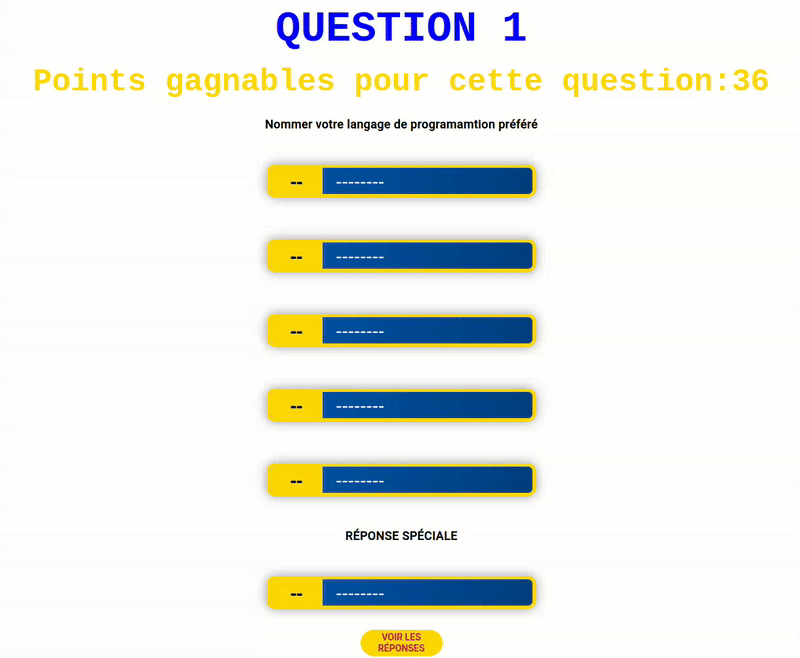 QUESTION 1
Points gagnables pour cette question:36
Nommer votre langage de programamtion préféré
-- --------
-- --------
-- --------
-- --------
-- --------
RÉPONSE SPÉCIALE
-- --------
VOIR LES
RÉPONSES